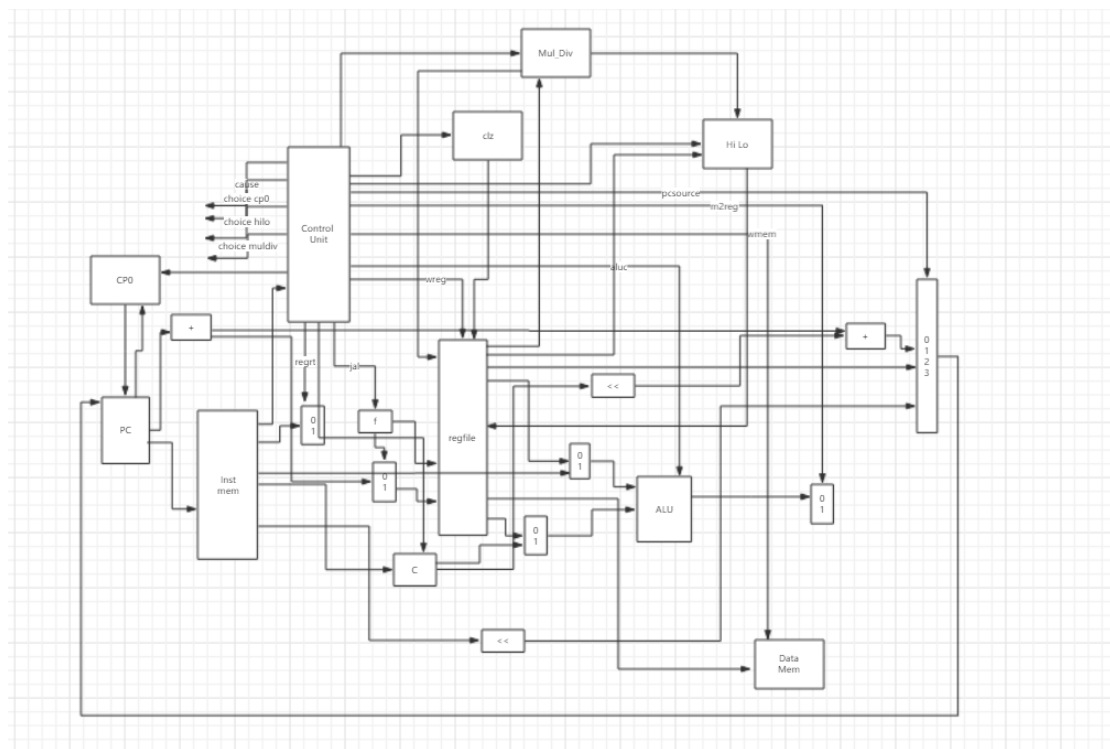 Mul_Div
clz
Hi Lo
cause
choice cp0
choice hilo
choice muldiv
Control
Unit
pcsource
m2reg
wmem
aluc
wreg
CP0
+
+
0
1
2
3
regrt
jal
<<
PC
0
1
f
regfile
0
1
0
1
Inst
mem
ALU
0
1
0
1
C
<<
Data
Mem